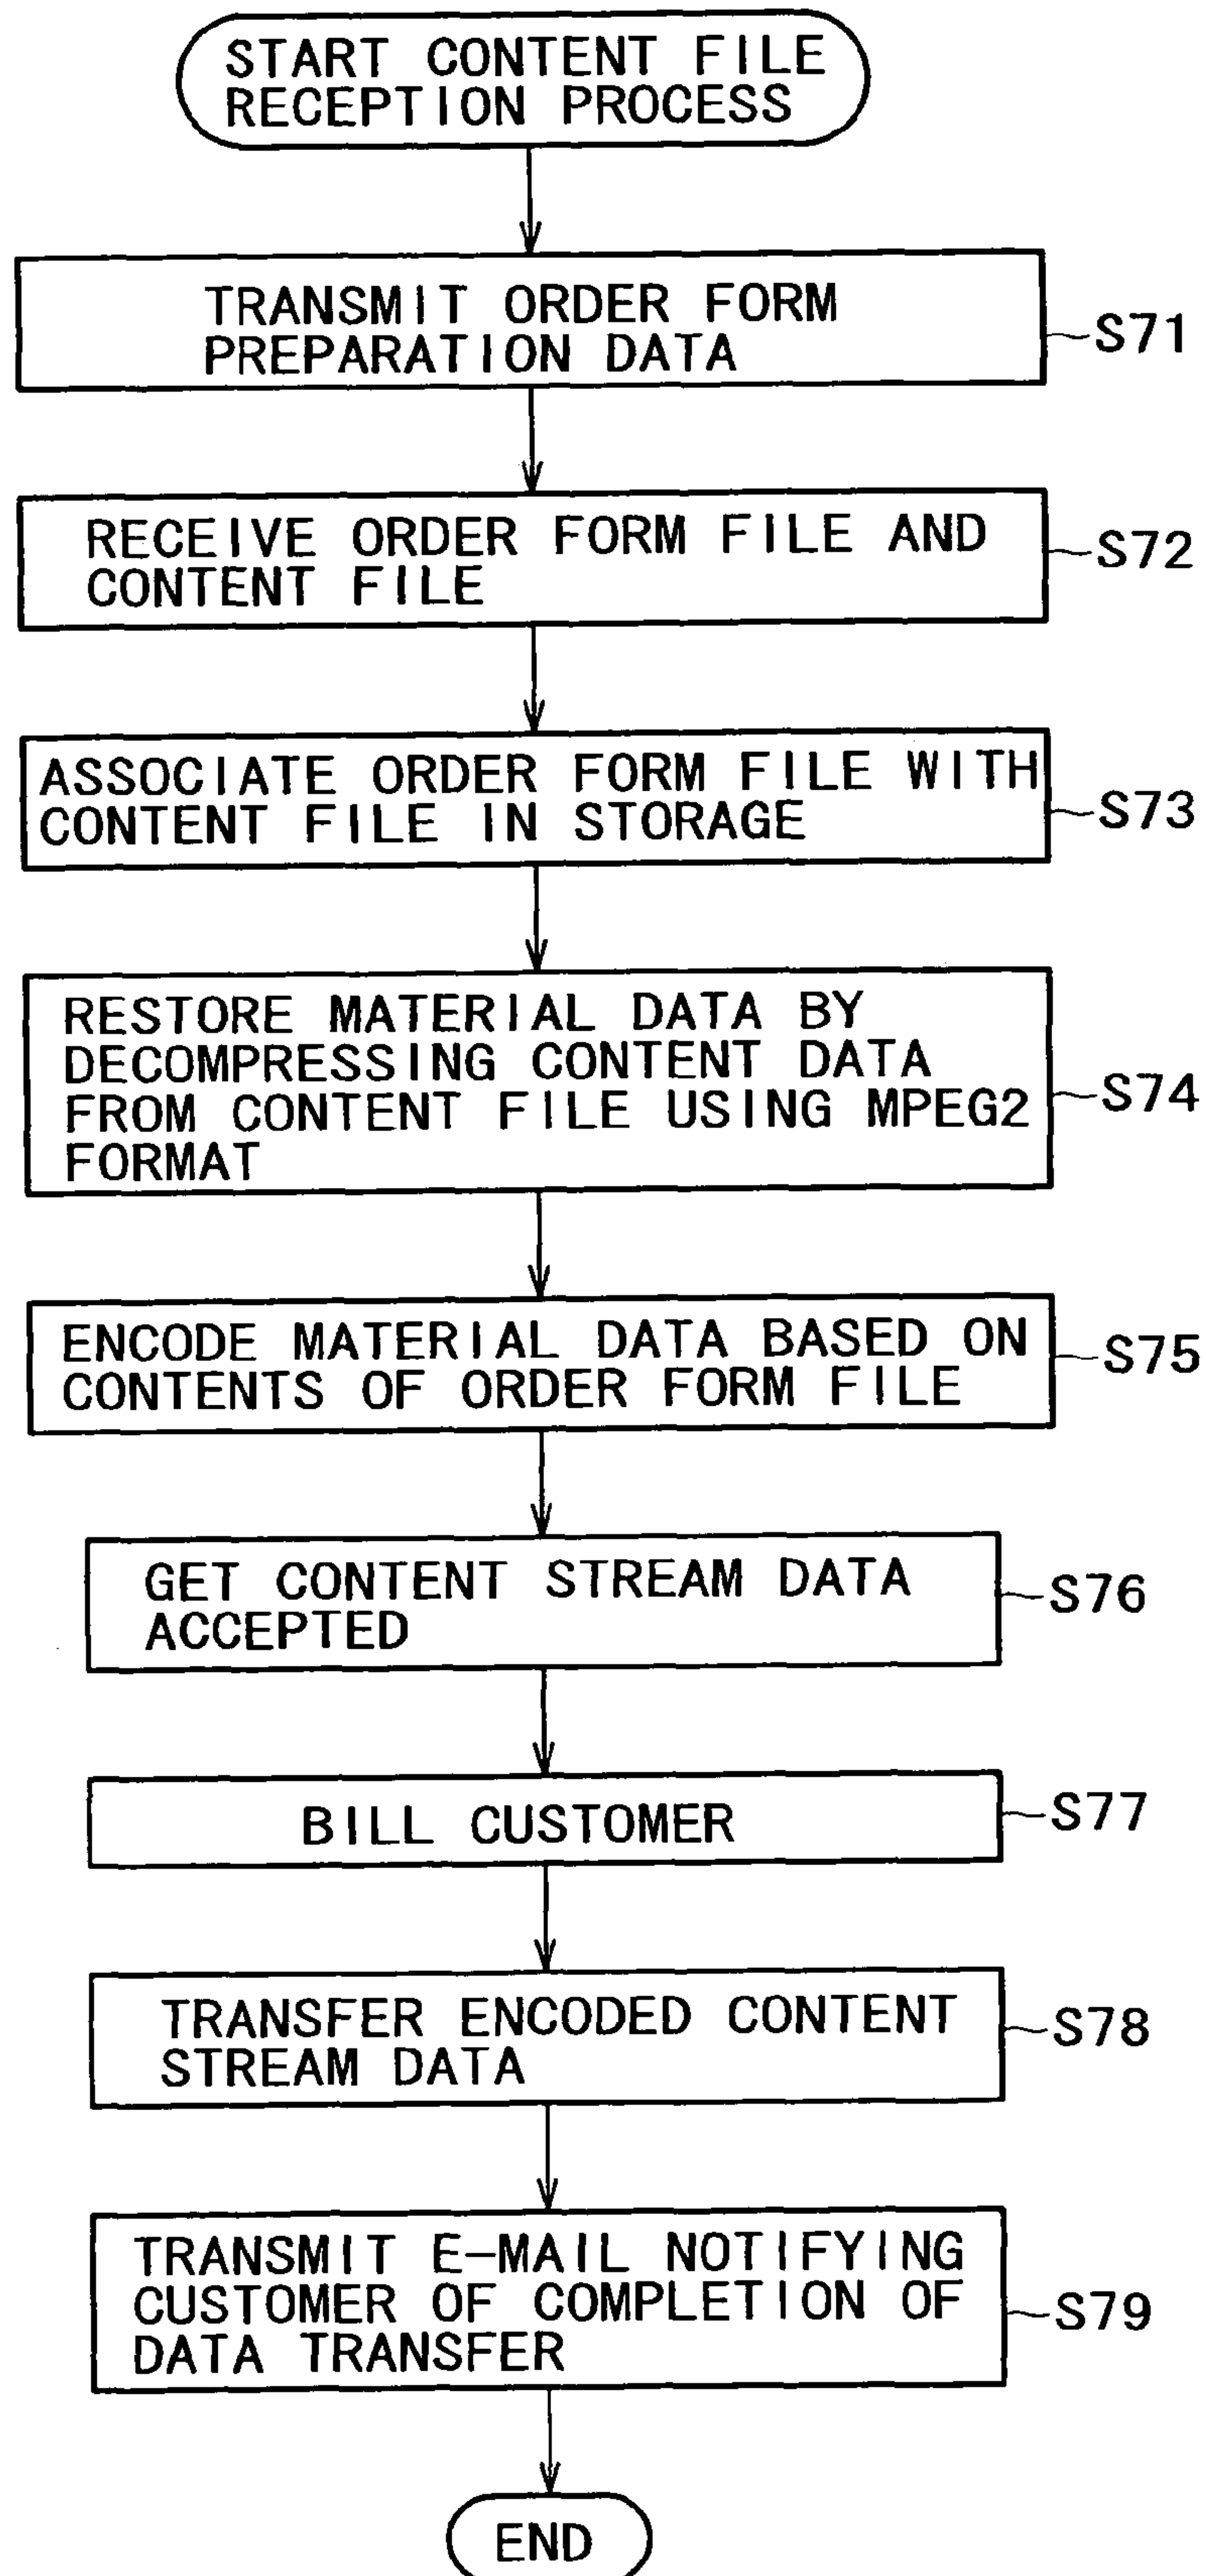 START CONTENT FILE
RECEPTION PROCESS
TRANSMIT ORDER FORM
PREPARATION DATA
S71
RECEIVE ORDER FORM FILE AND
CONTENT FILE
S72
ASSOCIATE ORDER FORM FILE WITH
CONTENT FILE IN STORAGE
S73
RESTORE MATERIAL DATA BY
DECOMPRESSING CONTENT DATA
FROM CONTENT FILE USING MPEG2
FORMAT
S74
ENCODE MATERIAL DATA BASED ON
CONTENTS OF ORDER FORM FILE
S75
GET CONTENT STREAM DATA
ACCEPTED
S76
BILL CUSTOMER
S77
TRANSFER ENCODED CONTENT
STREAM DATA
S78
TRANSMIT E-MAIL NOTIFYING
CUSTOMER OF COMPLETION OF
DATA TRANSFER
S79
END